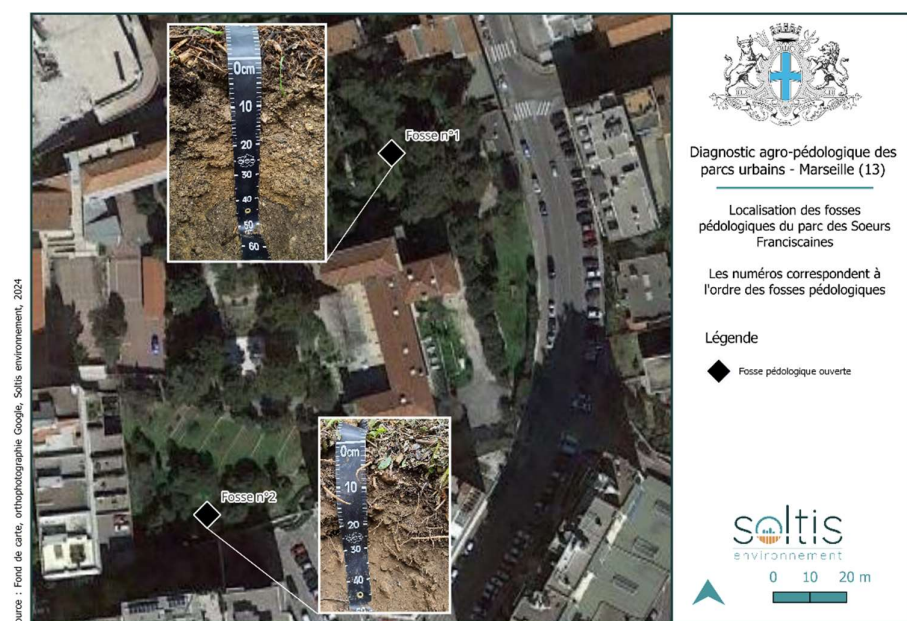 Diagnostic agro-pédologique des
parcs urbains - Marseille (13)
Localisation des fosses
pédologiques du parc des Soeurs
Franciscaines
Les numéros correspondent à
l'ordre des fosses pédologiques
Légende
Fosse pédologique ouverte
soltis
environnement
0 10 20 m
Fosse n°1
0cm
10
20
30
40
50
60
Fosse n°2
0cm
10
20
30
40
ource : Fond de carte, orthophotographie Google, Soltis environnement, 2024